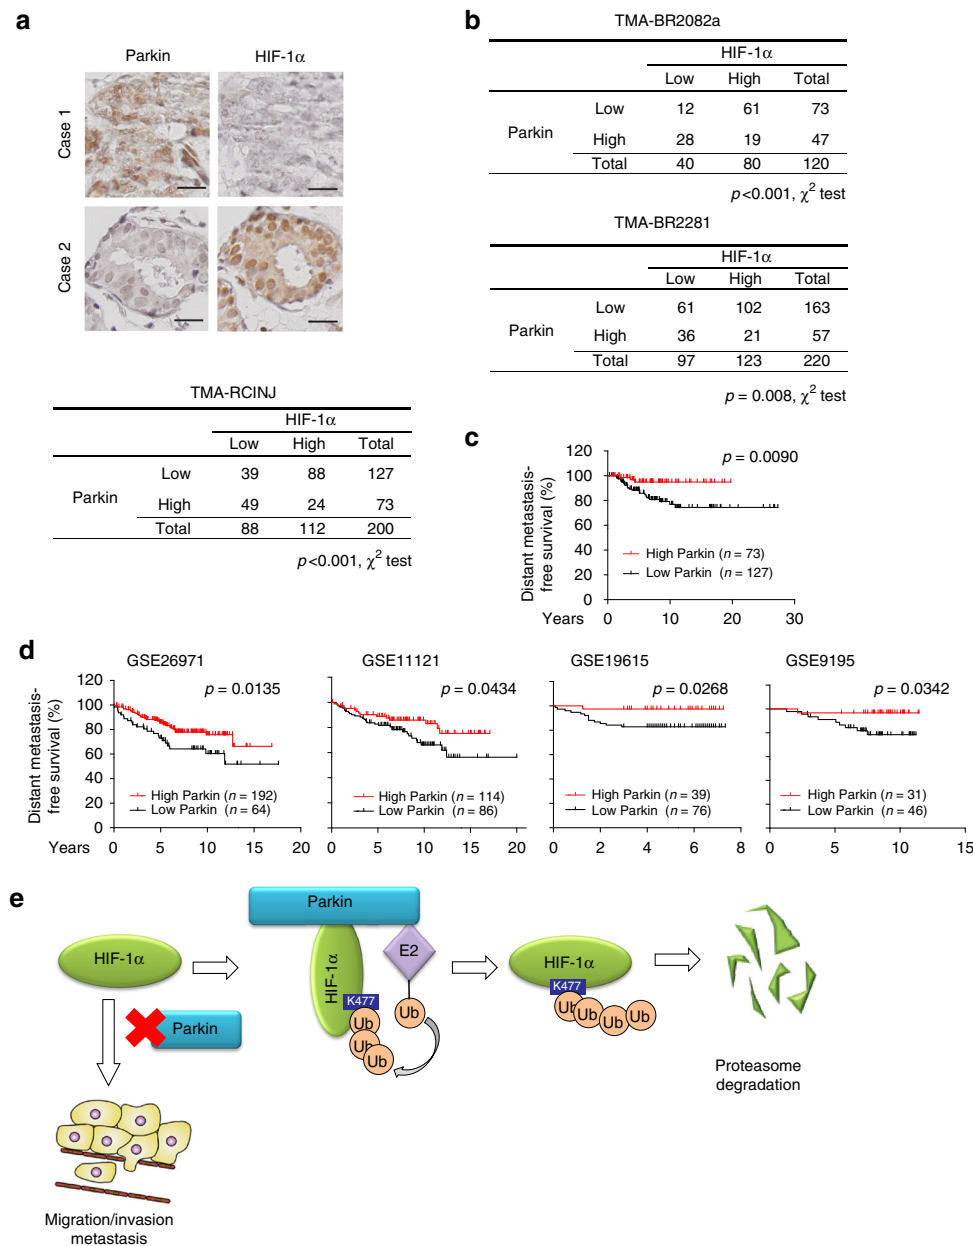 a
Parkin HIF-1α
Case 1
Case 2
TMA-RCINJ
HIF-1α
Low High Total
Parkin
Low 39 88 127
High 49 24 73
Total 88 112 200
p<0.001, χ2 test
b
TMA-BR2082a
HIF-1α
Low High Total
Parkin
Low 12 61 73
High 28 19 47
Total 40 80 120
p<0.001, χ2 test
TMA-BR2281
HIF-1α
Low High Total
Parkin
Low 61 102 163
High 36 21 57
Total 97 123 220
p = 0.008, χ2 test
c
Distant metastasis-
free survival (%)
120
100
80
60
40
20
0
p = 0.0090
High Parkin (n = 73)
Low Parkin (n = 127)
Years 0 10 20 30
d
Distant metastasis-
free survival (%)
GSE26971
120
100
80
60
40
20
0
p = 0.0135
High Parkin (n = 192)
Low Parkin (n = 64)
Years 0 5 10 15 20
GSE11121
p = 0.0434
High Parkin (n = 114)
Low Parkin (n = 86)
0 5 10 15 20
GSE19615
p = 0.0268
High Parkin (n = 39)
Low Parkin (n = 76)
0 2 4 6 8
GSE9195
p = 0.0342
High Parkin (n = 31)
Low Parkin (n = 46)
0 5 10 15
e
HIF-1α
Parkin
Migration/invasion
metastasis
Parkin
HIF-1α
E2
K477
Ub
Ub
Ub
Ub
HIF-1α
K477
Ub
Ub
Ub
Ub
Proteasome
degradation